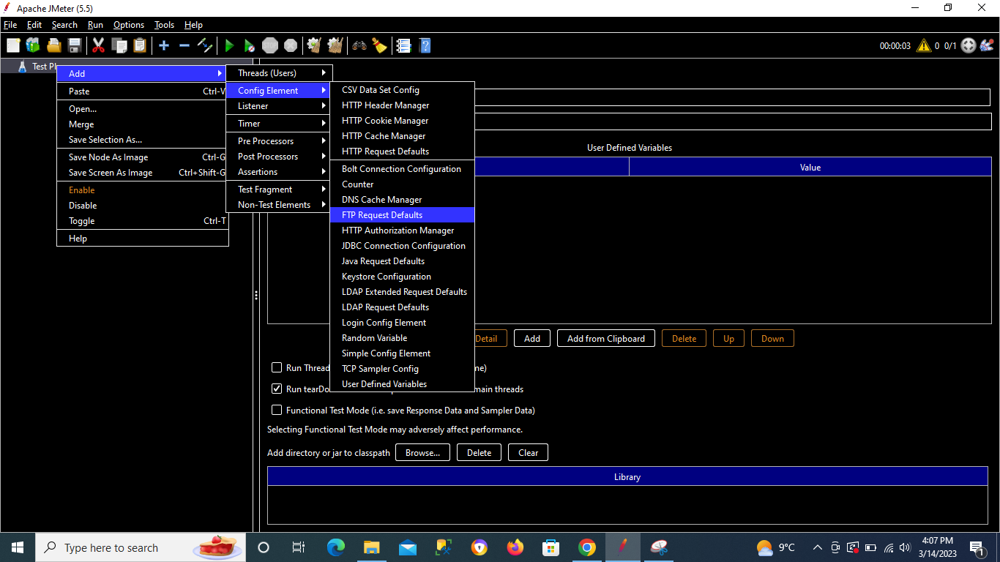 Apache JMeter (5.5)
File Edit Search Run Options Tools Help
00:00:03 0 0/1
Test Pl
Add
Paste Ctrl-V
Open...
Merge
Save Selection As...
Save Node As Image Ctrl-G
Save Screen As Image Ctrl+Shift-G
Enable
Disable
Toggle Ctrl-T
Help
Threads (Users)
Config Element
Listener
Timer
Pre Processors
Post Processors
Assertions
Test Fragment
Non-Test Elements
CSV Data Set Config
HTTP Header Manager
HTTP Cookie Manager
HTTP Cache Manager
HTTP Request Defaults
Bolt Connection Configuration
Counter
DNS Cache Manager
FTP Request Defaults
HTTP Authorization Manager
JDBC Connection Configuration
Java Request Defaults
Keystore Configuration
LDAP Extended Request Defaults
LDAP Request Defaults
Login Config Element
Random Variable
Simple Config Element
TCP Sampler Config
User Defined Variables
User Defined Variables
Value
Detail Add Add from Clipboard Delete Up Down
Run Thread me)
Run tearDo main threads
Functional Test Mode (i.e. save Response Data and Sampler Data)
Selecting Functional Test Mode may adversely affect performance.
Add directory or jar to classpath Browse... Delete Clear
Library
Type here to search
9°C
4:07 PM
3/14/2023
1